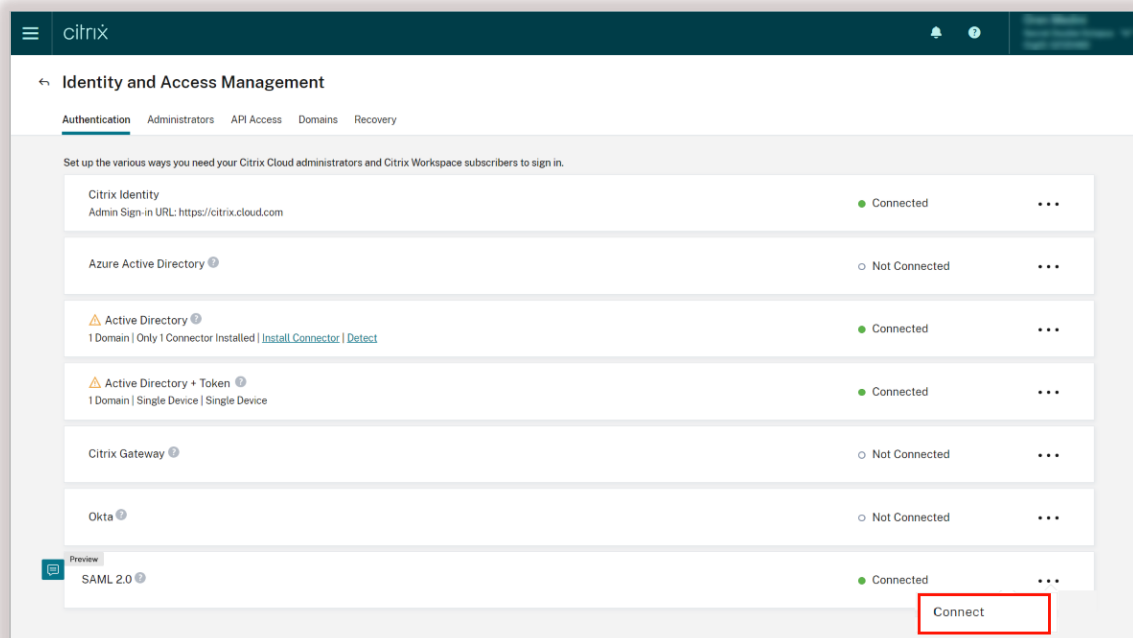 citrix
Identity and Access Management
Authentication Administrators API Access Domains Recovery
Set up the various ways you need your Citrix Cloud administrators and Citrix Workspace subscribers to sign in.
Citrix Identity
Admin Sign-in URL: https://citrix.cloud.com
Connected
Azure Active Directory ?
Not Connected
Active Directory ?
1 Domain | Only 1 Connector Installed | Install Connector | Detect
Connected
Active Directory + Token ?
1 Domain | Single Device | Single Device
Connected
Citrix Gateway ?
Not Connected
Okta ?
Not Connected
Preview
SAML 2.0 ?
Connected
Connect